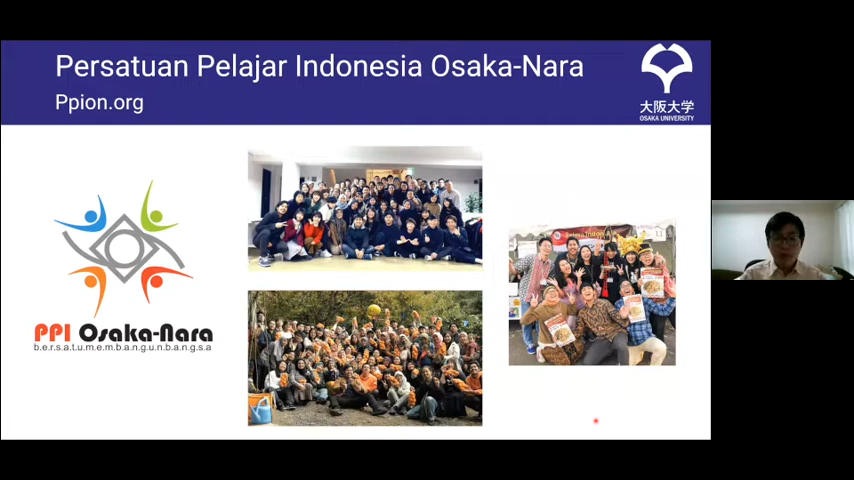 Persatuan Pelajar Indonesia Osaka-Nara
Ppion.org
大阪大学
OSAKA UNIVERSITY
PPI Osaka-Nara
b.e.r.s.a.t.u.m.e.m.b.a.n.g.u.n.b.a.n.g.s.a